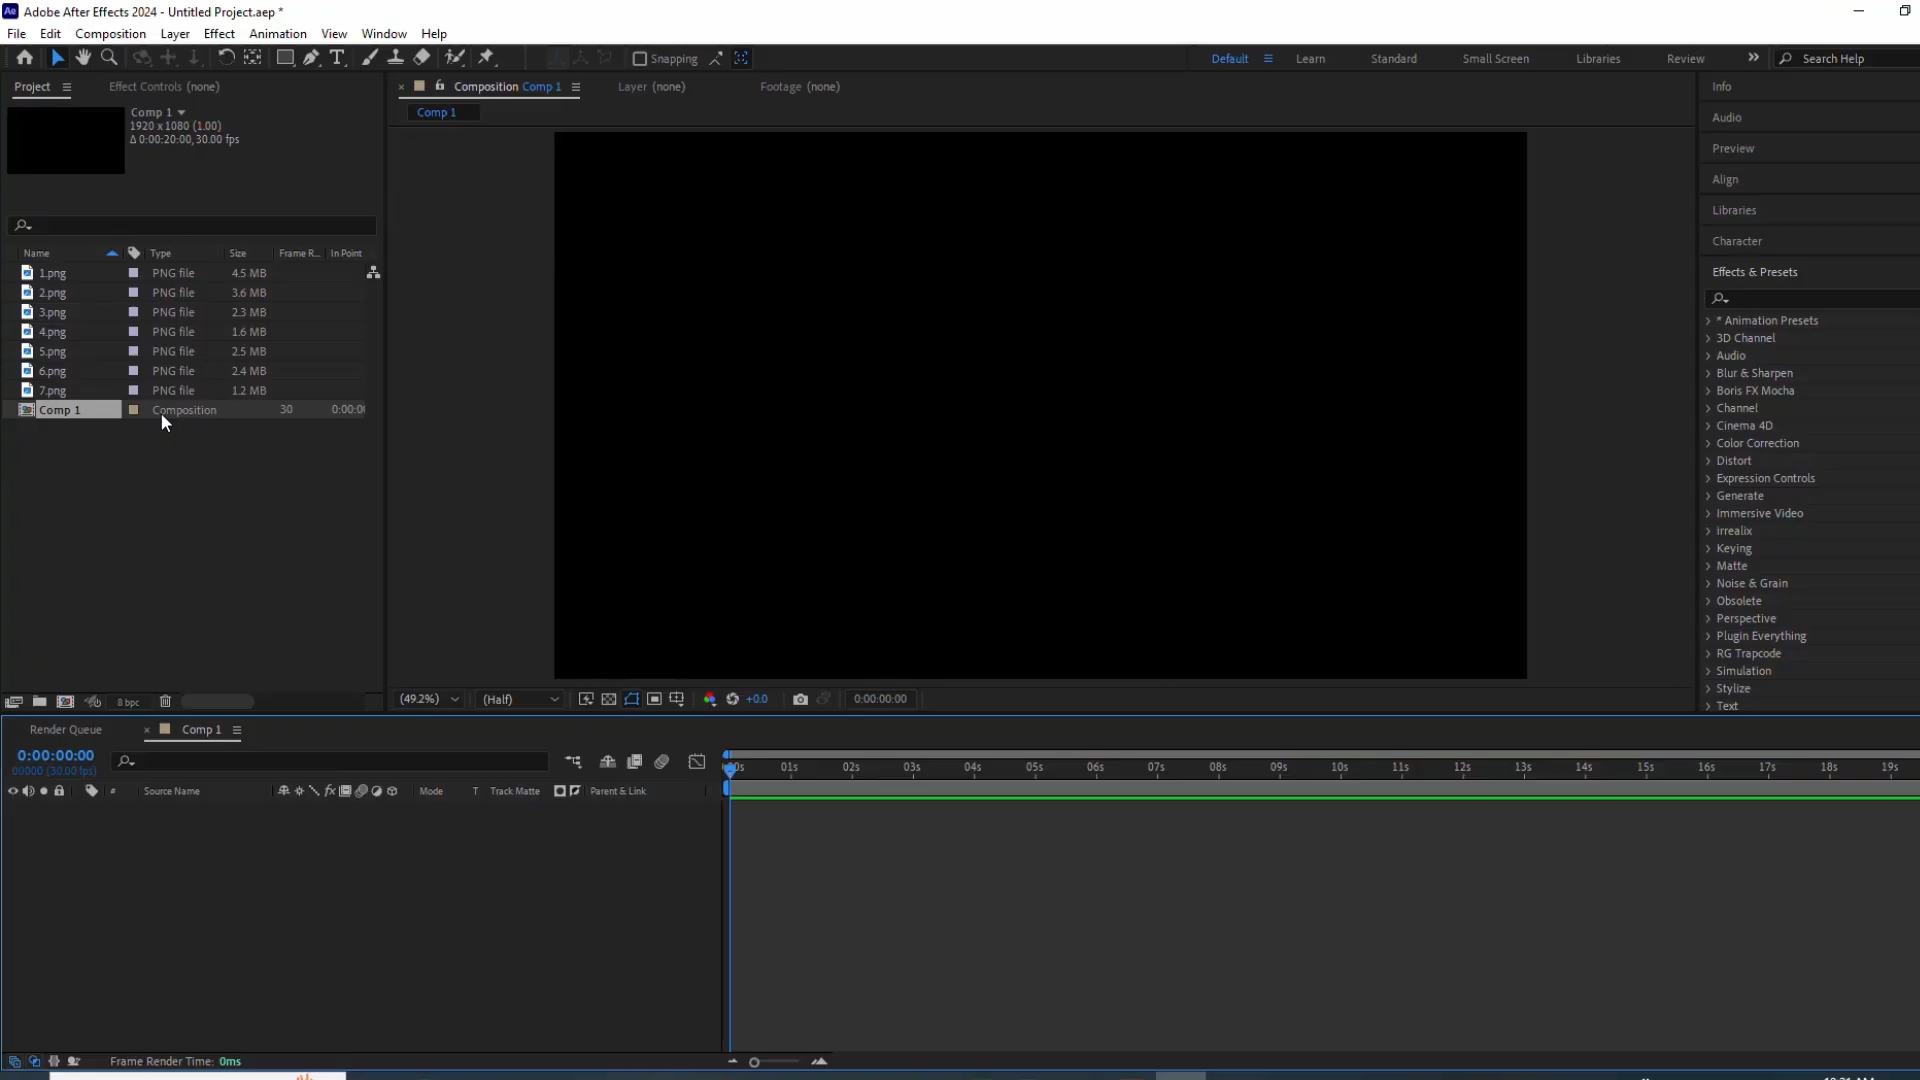 Ae Adobe After Effects 2024 - Untitled Project.aep *
File Edit Composition Layer Effect Animation View Window Help
Snapping Default Learn Standard Small Screen Libraries Review Search Help
Project Effect Controls (none)
Comp 1
1920 x 1080 (1.00)
Δ 0:00:20:00, 30.00 fps
Name Type Size Frame R... In Point
1.png PNG file 4.5 MB
2.png PNG file 3.6 MB
3.png PNG file 2.3 MB
4.png PNG file 1.6 MB
5.png PNG file 2.5 MB
6.png PNG file 2.4 MB
7.png PNG file 1.2 MB
Comp 1 Composition 30 0:00:0
8 bpc
Composition Comp 1 Layer (none) Footage (none)
Comp 1
(49.2%) (Half) +0.0 0:00:00:00
Info
Audio
Preview
Align
Libraries
Character
Effects & Presets
* Animation Presets
3D Channel
Audio
Blur & Sharpen
Boris FX Mocha
Channel
Cinema 4D
Color Correction
Distort
Expression Controls
Generate
Immersive Video
Irrealix
Keying
Matte
Noise & Grain
Obsolete
Perspective
Plugin Everything
RG Trapcode
Simulation
Stylize
Text
Render Queue Comp 1
0:00:00:00
00000 (30.00 fps)
01s 02s 03s 04s 05s 06s 07s 08s 09s 10s 11s 12s 13s 14s 15s 16s 17s 18s 19s
# Source Name fx Mode T Track Matte Parent & Link
Frame Render Time: 0ms